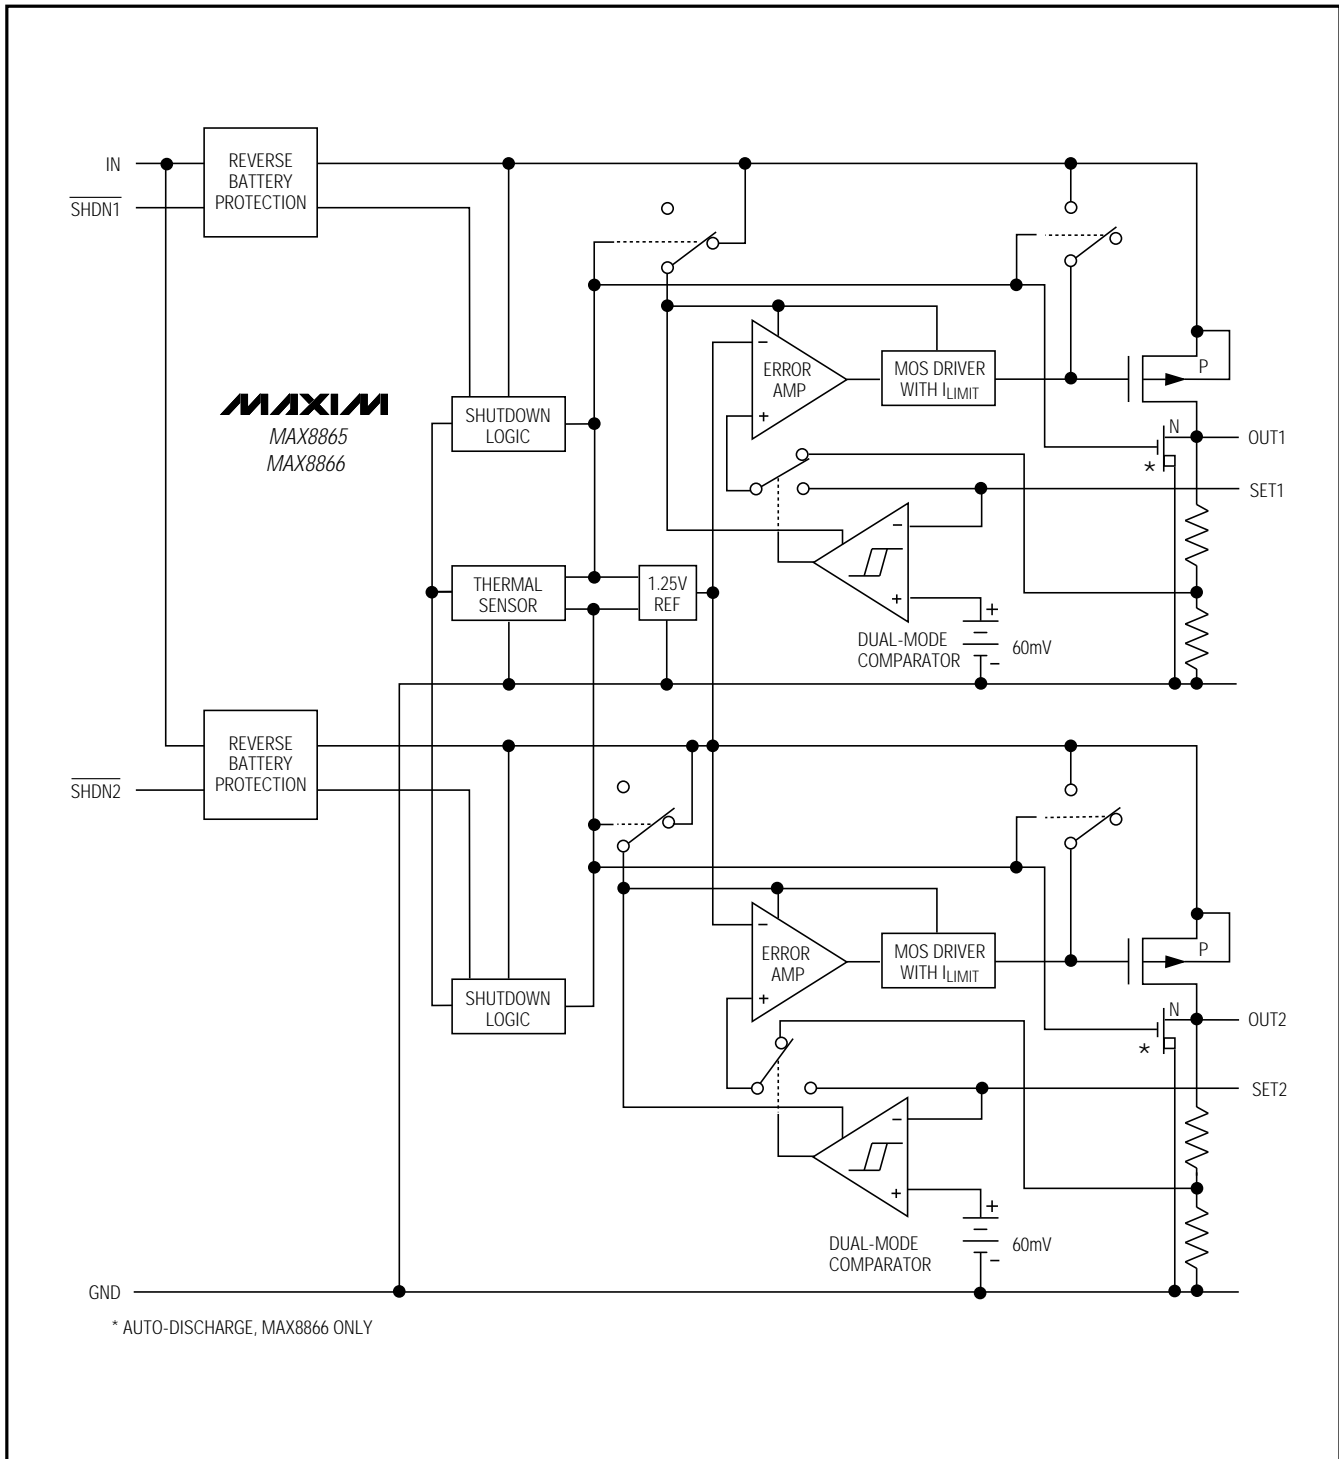 IN
REVERSE
BATTERY
PROTECTION
SHDN1
P
ERROR
AMP
−
+
MOS DRIVER
WITH ILIMIT
MAXIM
MAX8865
MAX8866
SHUTDOWN
LOGIC
N
*
OUT1
SET1
−
+
THERMAL
SENSOR
1.25V
REF
DUAL-MODE
COMPARATOR
+
−
60mV
REVERSE
BATTERY
PROTECTION
SHDN2
P
ERROR
AMP
−
+
MOS DRIVER
WITH ILIMIT
SHUTDOWN
LOGIC
N
*
OUT2
SET2
−
+
DUAL-MODE
COMPARATOR
+
−
60mV
GND
* AUTO-DISCHARGE, MAX8866 ONLY